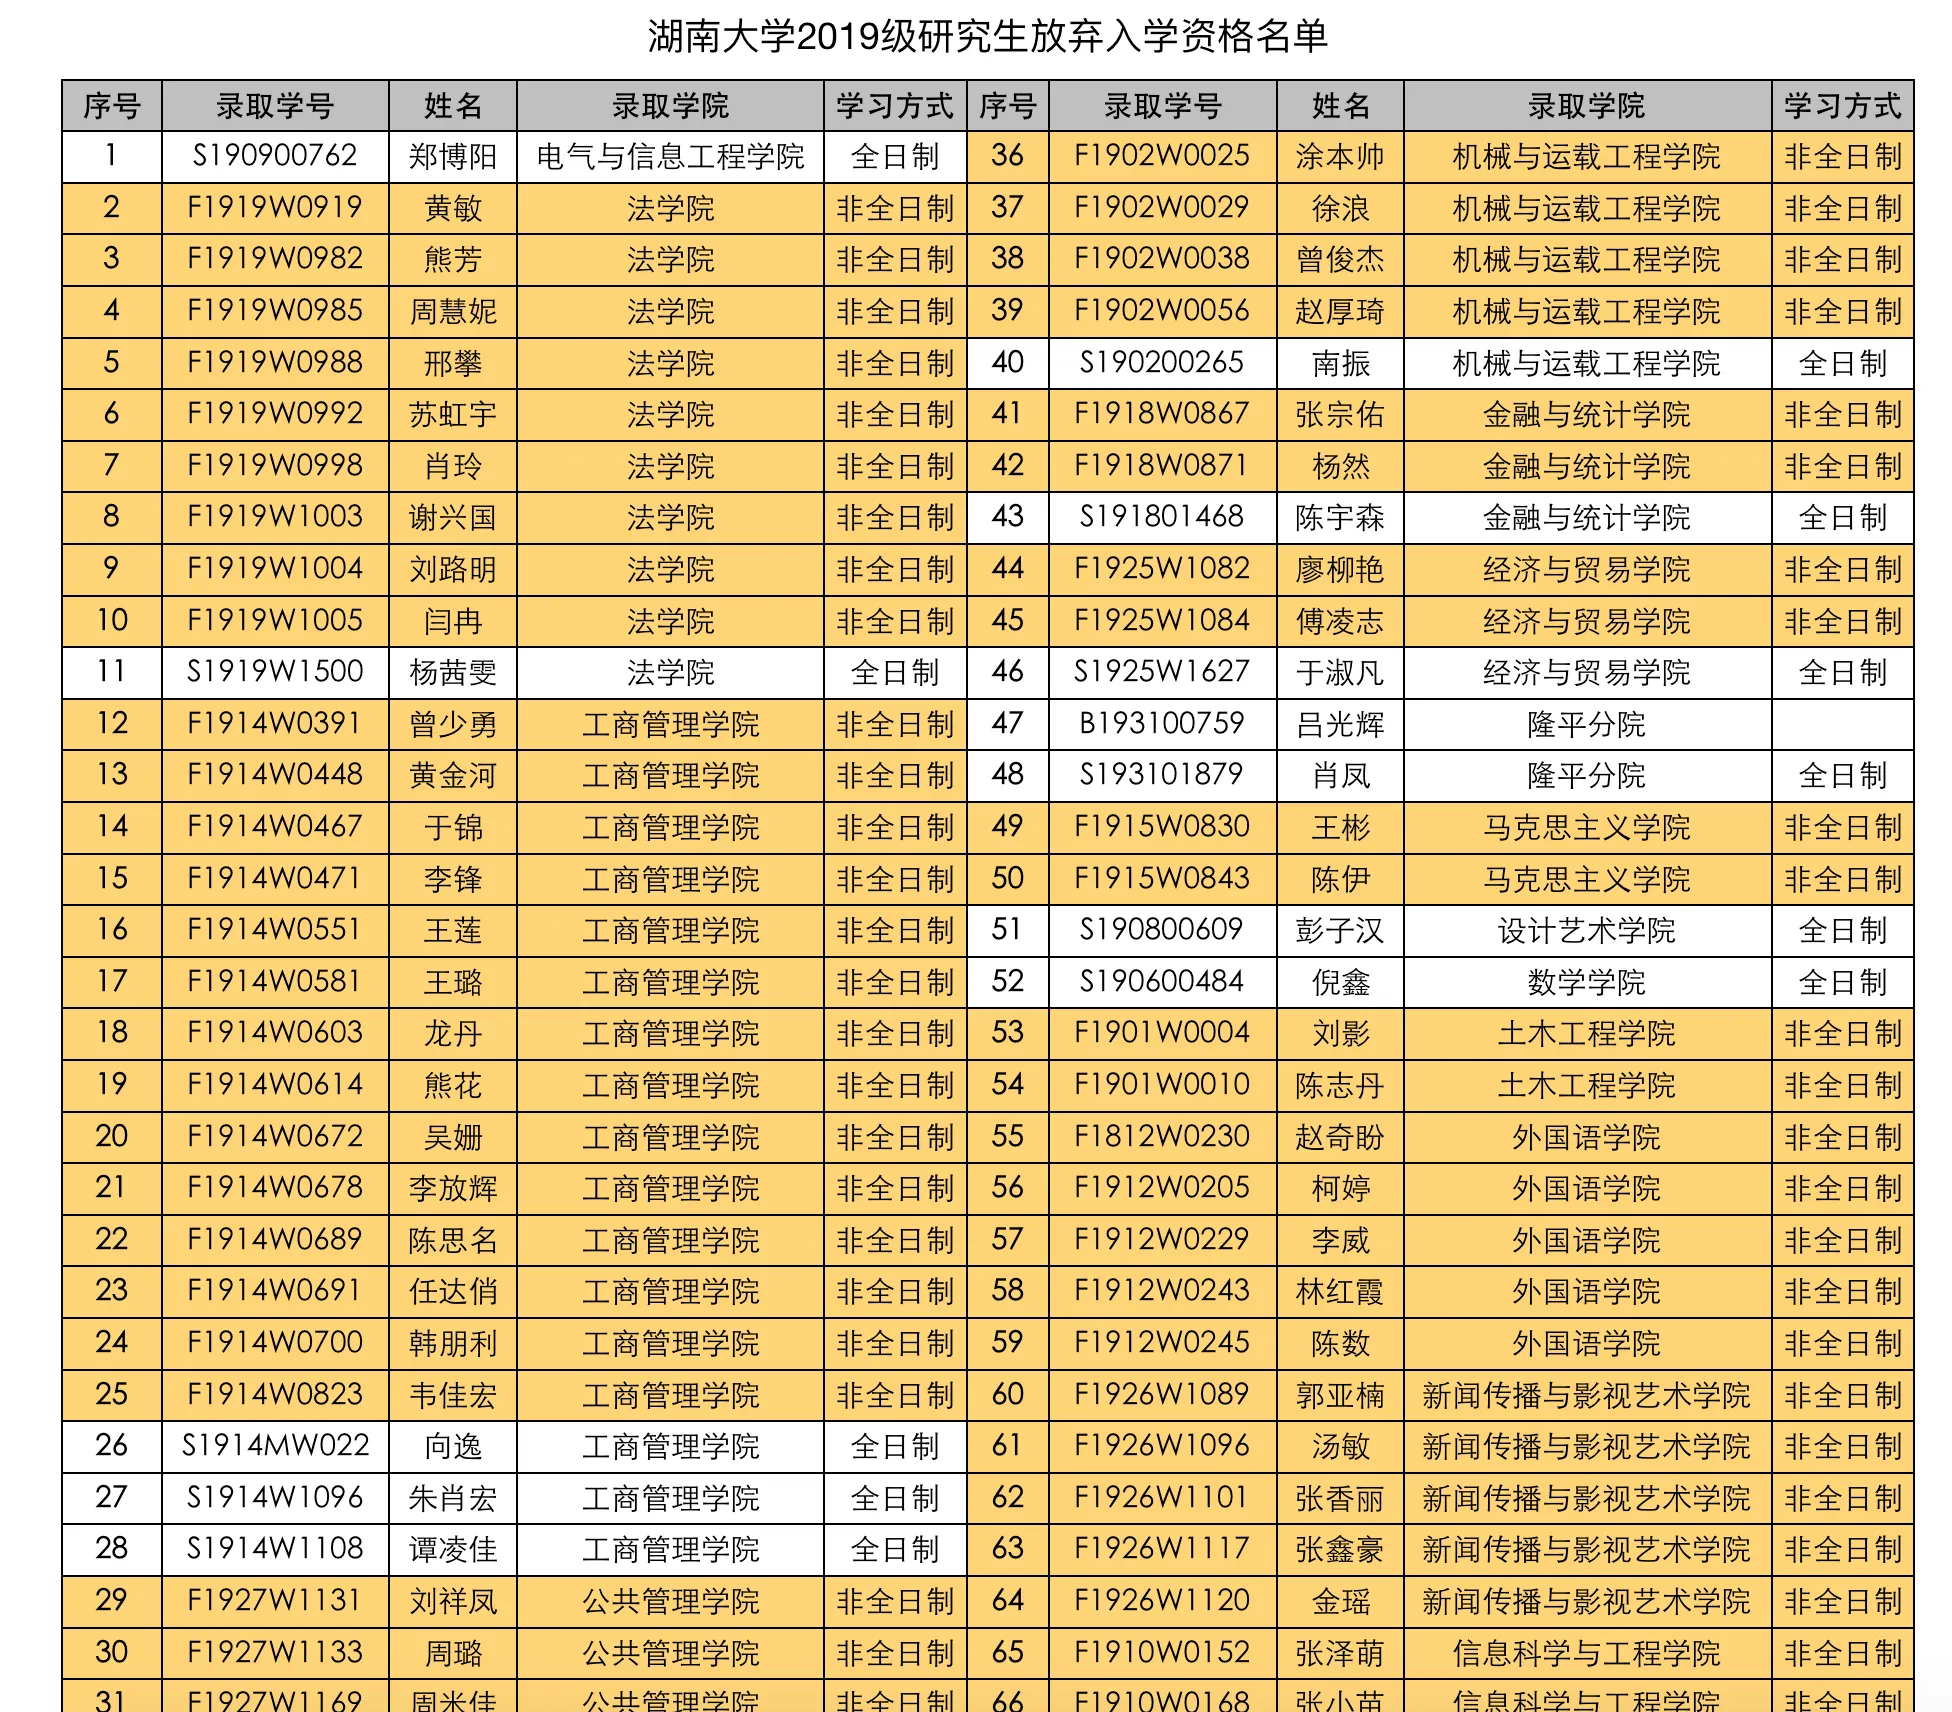 湖南大学2019级研究生放弃入学资格名单
序号 录取学号 姓名 录取学院 学习方式 序号 录取学号 姓名 录取学院 学习方式
1 S190900762 郑博阳 电气与信息工程学院 全日制 36 F1902W0025 涂本帅 机械与运载工程学院 非全日制
2 F1919W0919 黄敏 法学院 非全日制 37 F1902W0029 徐浪 机械与运载工程学院 非全日制
3 F1919W0982 熊芳 法学院 非全日制 38 F1902W0038 曾俊杰 机械与运载工程学院 非全日制
4 F1919W0985 周慧妮 法学院 非全日制 39 F1902W0056 赵厚琦 机械与运载工程学院 非全日制
5 F1919W0988 邢攀 法学院 非全日制 40 S190200265 南振 机械与运载工程学院 全日制
6 F1919W0992 苏虹宇 法学院 非全日制 41 F1918W0867 张宗佑 金融与统计学院 非全日制
7 F1919W0998 肖玲 法学院 非全日制 42 F1918W0871 杨然 金融与统计学院 非全日制
8 F1919W1003 谢兴国 法学院 非全日制 43 S191801468 陈宇森 金融与统计学院 全日制
9 F1919W1004 刘路明 法学院 非全日制 44 F1925W1082 廖柳艳 经济与贸易学院 非全日制
10 F1919W1005 闫冉 法学院 非全日制 45 F1925W1084 傅凌志 经济与贸易学院 非全日制
11 S1919W1500 杨茜雯 法学院 全日制 46 S1925W1627 于淑凡 经济与贸易学院 全日制
12 F1914W0391 曾少勇 工商管理学院 非全日制 47 B193100759 吕光辉 隆平分院
13 F1914W0448 黄金河 工商管理学院 非全日制 48 S193101879 肖凤 隆平分院 全日制
14 F1914W0467 于锦 工商管理学院 非全日制 49 F1915W0830 王彬 马克思主义学院 非全日制
15 F1914W0471 李锋 工商管理学院 非全日制 50 F1915W0843 陈伊 马克思主义学院 非全日制
16 F1914W0551 王莲 工商管理学院 非全日制 51 S190800609 彭子汉 设计艺术学院 全日制
17 F1914W0581 王璐 工商管理学院 非全日制 52 S190600484 倪鑫 数学学院 全日制
18 F1914W0603 龙丹 工商管理学院 非全日制 53 F1901W0004 刘影 土木工程学院 非全日制
19 F1914W0614 熊花 工商管理学院 非全日制 54 F1901W0010 陈志丹 土木工程学院 非全日制
20 F1914W0672 吴姗 工商管理学院 非全日制 55 F1812W0230 赵奇盼 外国语学院 非全日制
21 F1914W0678 李放辉 工商管理学院 非全日制 56 F1912W0205 柯婷 外国语学院 非全日制
22 F1914W0689 陈思名 工商管理学院 非全日制 57 F1912W0229 李威 外国语学院 非全日制
23 F1914W0691 任达俏 工商管理学院 非全日制 58 F1912W0243 林红霞 外国语学院 非全日制
24 F1914W0700 韩朋利 工商管理学院 非全日制 59 F1912W0245 陈数 外国语学院 非全日制
25 F1914W0823 韦佳宏 工商管理学院 非全日制 60 F1926W1089 郭亚楠 新闻传播与影视艺术学院 非全日制
26 S1914MW022 向逸 工商管理学院 全日制 61 F1926W1096 汤敏 新闻传播与影视艺术学院 非全日制
27 S1914W1096 朱肖宏 工商管理学院 全日制 62 F1926W1101 张香丽 新闻传播与影视艺术学院 非全日制
28 S1914W1108 谭凌佳 工商管理学院 全日制 63 F1926W1117 张鑫豪 新闻传播与影视艺术学院 非全日制
29 F1927W1131 刘祥凤 公共管理学院 非全日制 64 F1926W1120 金瑶 新闻传播与影视艺术学院 非全日制
30 F1927W1133 周璐 公共管理学院 非全日制 65 F1910W0152 张泽萌 信息科学与工程学院 非全日制
31 F1927W1169 周米佳 公共管理学院 非全日制 66 F1910W0168 张小苗 信息科学与工程学院 非全日制